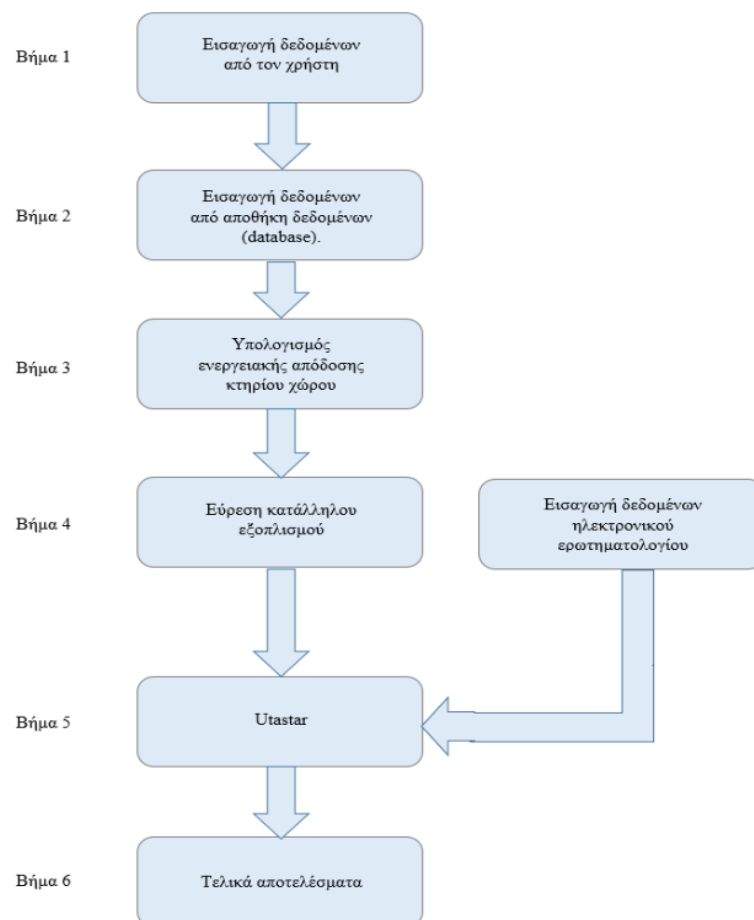 Βήμα 1
Εισαγωγή δεδομένων
από τον χρήστη
Βήμα 2
Εισαγωγή δεδομένων
από αποθήκη δεδομένων
(database).
Βήμα 3
Υπολογισμός
ενεργειακής απόδοσης
κτηρίου χώρου
Βήμα 4
Εύρεση κατάλληλου
εξοπλισμού
Εισαγωγή δεδομένων
ηλεκτρονικού
ερωτηματολογίου
Βήμα 5
Utastar
Βήμα 6
Τελικά αποτελέσματα